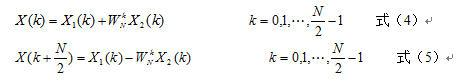 X(k) = X₁(k) + W_N^k X₂(k)  k = 0,1,⋯,N/2 −1  式（4）↵
X(k + N/2) = X₁(k) − W_N^k X₂(k)  k = 0,1,⋯,N/2 −1  式（5）↵